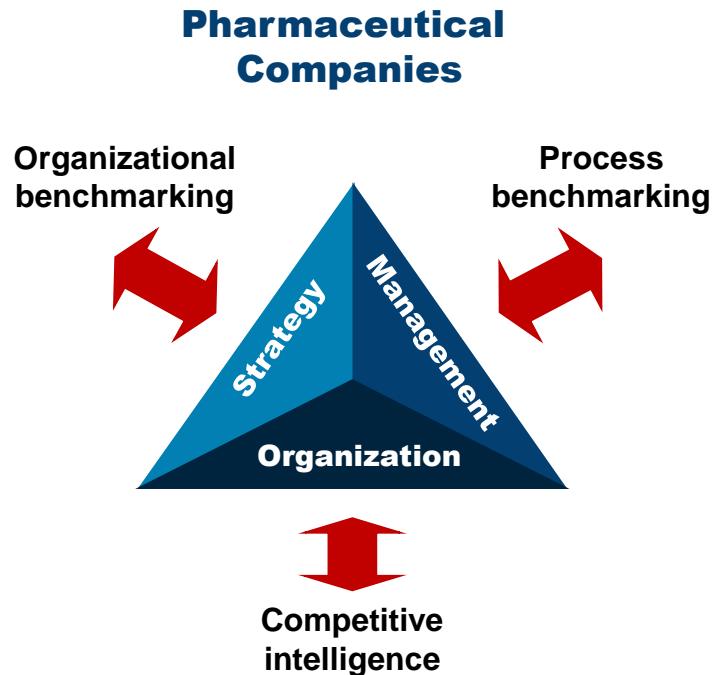 Pharmaceutical
Companies
Organizational
benchmarking
Process
benchmarking
Strategy
Management
Organization
Competitive
intelligence